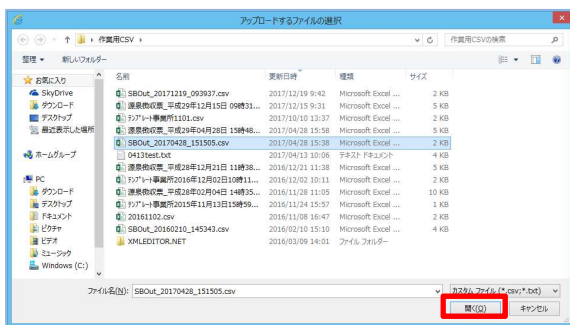 アップロードするファイルの選択
作業用CSV
作業用CSVの検索
整理 新しいフォルダー
名前 更新日時 種類 サイズ
お気に入り
SkyDrive
ダウンロード
デスクトップ
最近表示した場所
ホームグループ
PC
ダウンロード
デスクトップ
ドキュメント
ピクチャ
ビデオ
ミュージック
Windows (C:)
SBOut_20171219_093937.csv 2017/12/19 9:42 Microsoft Excel ... 2 KB
源泉徴収票_平成29年12月15日 09時31... 2017/12/15 9:31 Microsoft Excel ... 5 KB
テンプレート事業所1101.csv 2017/10/10 13:37 Microsoft Excel ... 2 KB
源泉徴収票_平成29年04月28日 15時48... 2017/04/28 15:58 Microsoft Excel ... 5 KB
SBOut_20170428_151505.csv 2017/04/28 15:38 Microsoft Excel ... 2 KB
0413test.txt 2017/04/13 10:06 テキスト ドキュメント 4 KB
源泉徴収票_平成28年12月21日 11時38... 2016/12/21 11:38 Microsoft Excel ... 5 KB
テンプレート事業所2016年12月02日10時11... 2016/12/02 10:11 Microsoft Excel ... 2 KB
源泉徴収票_平成28年02月04日 14時35... 2016/11/28 11:05 Microsoft Excel ... 10 KB
テンプレート事業所2015年11月13日15時59... 2016/11/24 15:57 Microsoft Excel ... 1 KB
20161102.csv 2016/11/08 16:47 Microsoft Excel ... 2 KB
SBOut_20160210_145343.csv 2016/02/10 15:10 Microsoft Excel ... 4 KB
XMLEDITOR.NET 2016/03/09 14:01 ファイル フォルダー
ファイル名(N): SBOut_20170428_151505.csv カスタム ファイル (*.csv;*.txt)
開く(O) キャンセル